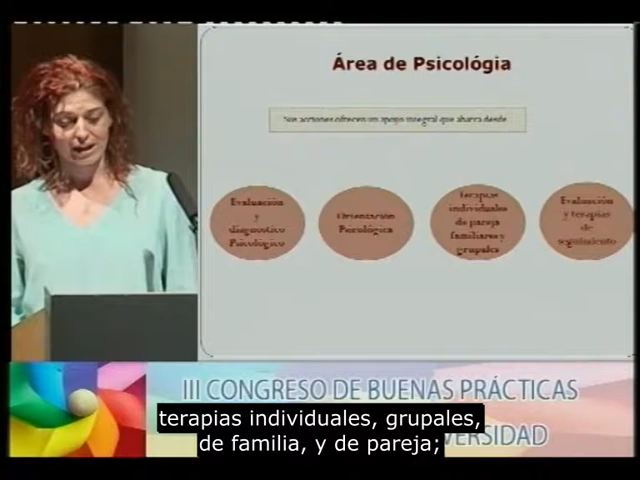 Área de Psicológia
Sus acciones ofrecen un apoyo integral que abarca desde
Evaluación
y
diagnóstico
Psicológico
Orientación
Psicológica
Terapias
individuales
de pareja
familiares y
grupales
Evaluación
y terapias
de
seguimiento
III CONGRESO DE BUENAS PRÁCTICAS
VERSIDAD
terapias individuales, grupales,
de familia, y de pareja;